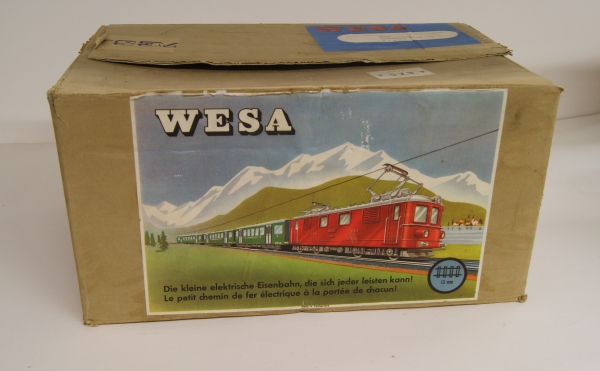 WESA
WESA
Die kleine elektrische Eisenbahn, die sich jeder leisten kann!
Le petit chemin de fer électrique à la portée de chacun!
13 mm